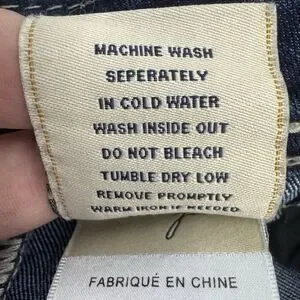 MACHINE WASH
SEPERATELY
IN COLD WATER
WASH INSIDE OUT
DO NOT BLEACH
TUMBLE DRY LOW
REMOVE PROMPTLY
WARM IRON IF NEEDED
FABRIQUÉ EN CHINE